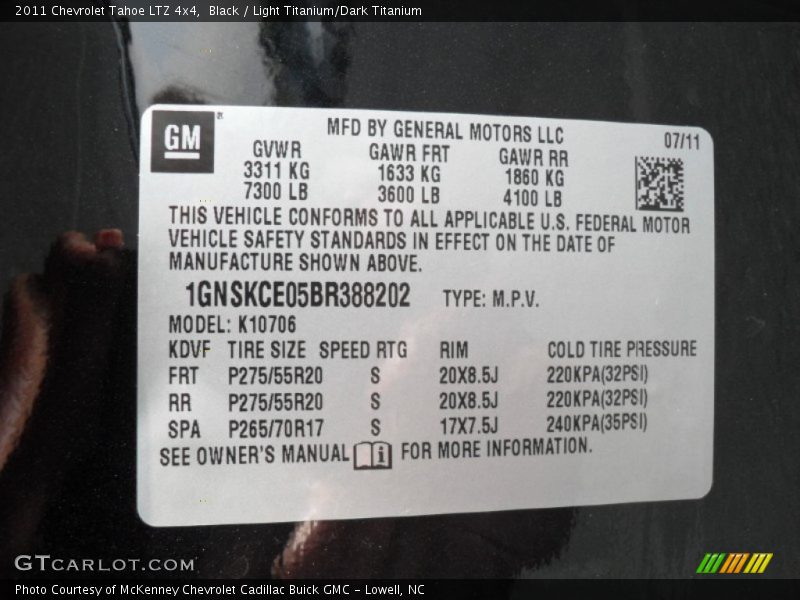 2011 Chevrolet Tahoe LTZ 4x4, Black / Light Titanium/Dark Titanium
GM®
MFD BY GENERAL MOTORS LLC
07/11
GVWR GAWR FRT GAWR RR
3311 KG 1633 KG 1860 KG
7300 LB 3600 LB 4100 LB
THIS VEHICLE CONFORMS TO ALL APPLICABLE U.S. FEDERAL MOTOR
VEHICLE SAFETY STANDARDS IN EFFECT ON THE DATE OF
MANUFACTURE SHOWN ABOVE.
1GNSKCE05BR388202 TYPE: M.P.V.
MODEL: K10706
KDVF TIRE SIZE SPEED RTG RIM COLD TIRE PRESSURE
FRT P275/55R20 S 20X8.5J 220KPA(32PSI)
RR P275/55R20 S 20X8.5J 220KPA(32PSI)
SPA P265/70R17 S 17X7.5J 240KPA(35PSI)
SEE OWNER'S MANUAL i FOR MORE INFORMATION.
GTCARLOT.COM
Photo Courtesy of McKenney Chevrolet Cadillac Buick GMC - Lowell, NC